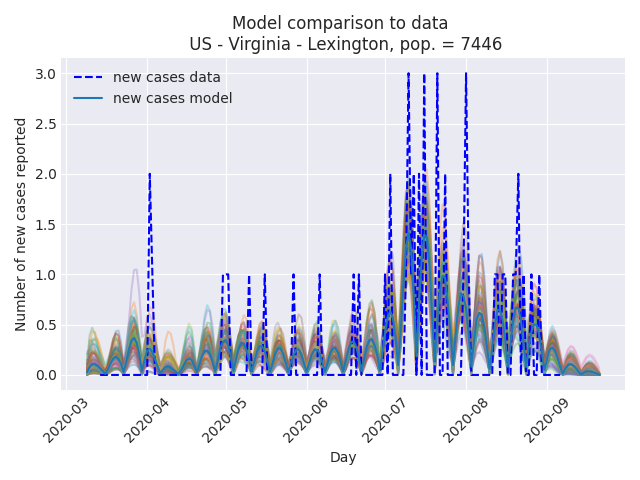 Model comparison to data
US - Virginia - Lexington, pop. = 7446
new cases data
new cases model
Number of new cases reported
3.0
2.5
2.0
1.5
1.0
0.5
0.0
2020-03
2020-04
2020-05
2020-06
2020-07
2020-08
2020-09
Day